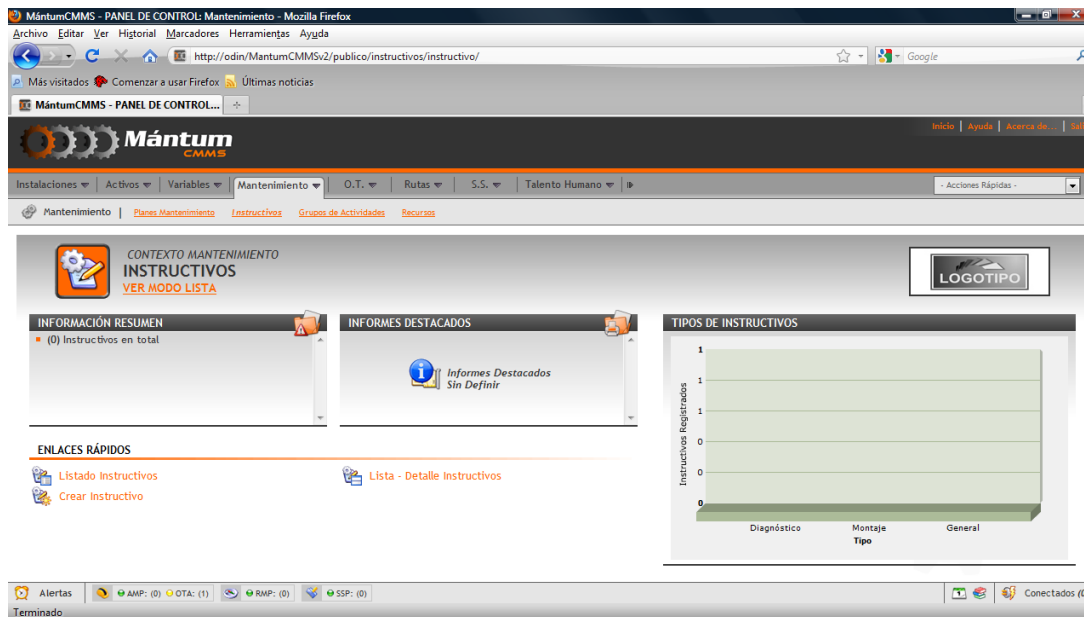 MántumCMMS - PANEL DE CONTROL: Mantenimiento - Mozilla Firefox
Archivo Editar Ver Historial Marcadores Herramientas Ayuda
http://odin/MantumCMMSv2/publico/instructivos/instructivo/
Google
Más visitados Comenzar a usar Firefox Últimas noticias
MántumCMMS - PANEL DE CONTROL...
Inicio | Ayuda | Acerca de... |
Mántum
CMMS
Instalaciones | Activos | Variables | Mantenimiento | O.T. | Rutas | S.S. | Talento Humano
- Acciones Rápidas -
Mantenimiento | Planes Mantenimiento Instructivos Grupos de Actividades Recursos
CONTEXTO MANTENIMIENTO
INSTRUCTIVOS
VER MODO LISTA
LOGOTIPO
INFORMACIÓN RESUMEN
(0) Instructivos en total
INFORMES DESTACADOS
Informes Destacados
Sin Definir
TIPOS DE INSTRUCTIVOS
1
1
1
0
0
0
Instructivos Registrados
Diagnóstico Montaje General
Tipo
ENLACES RÁPIDOS
Listado Instructivos
Lista - Detalle Instructivos
Crear Instructivo
Alertas AMP: (0) OTA: (1) RMP: (0) SSP: (0)
Conectados
Terminado